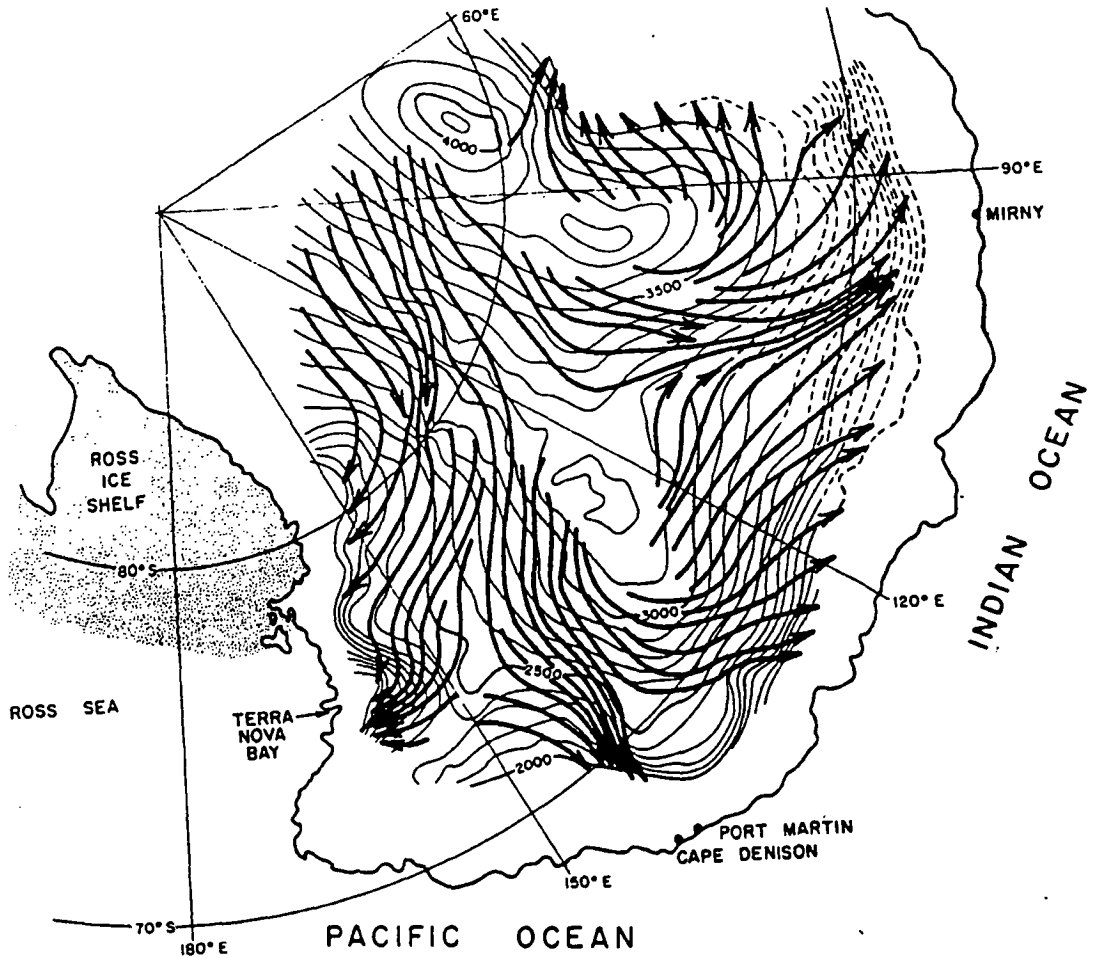 60°E
4000
90°E
MIRNY
3500
ROSS
ICE
SHELF
80°S
120°E
3000
INDIAN OCEAN
2500
ROSS SEA
TERRA
NOVA
BAY
2000
PORT MARTIN
CAPE DENISON
150°E
70°S
180°E
PACIFIC OCEAN